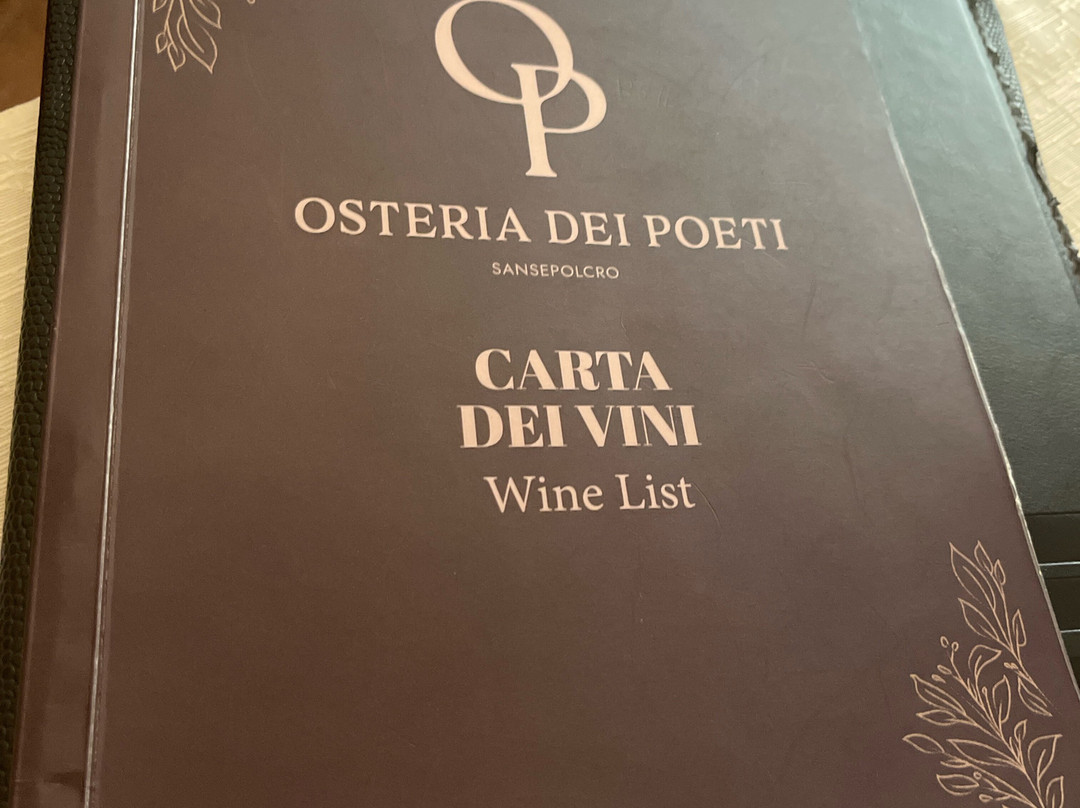 OP
OSTERIA DEI POETI
SANSEPOLCRO
CARTA
DEI VINI
Wine List